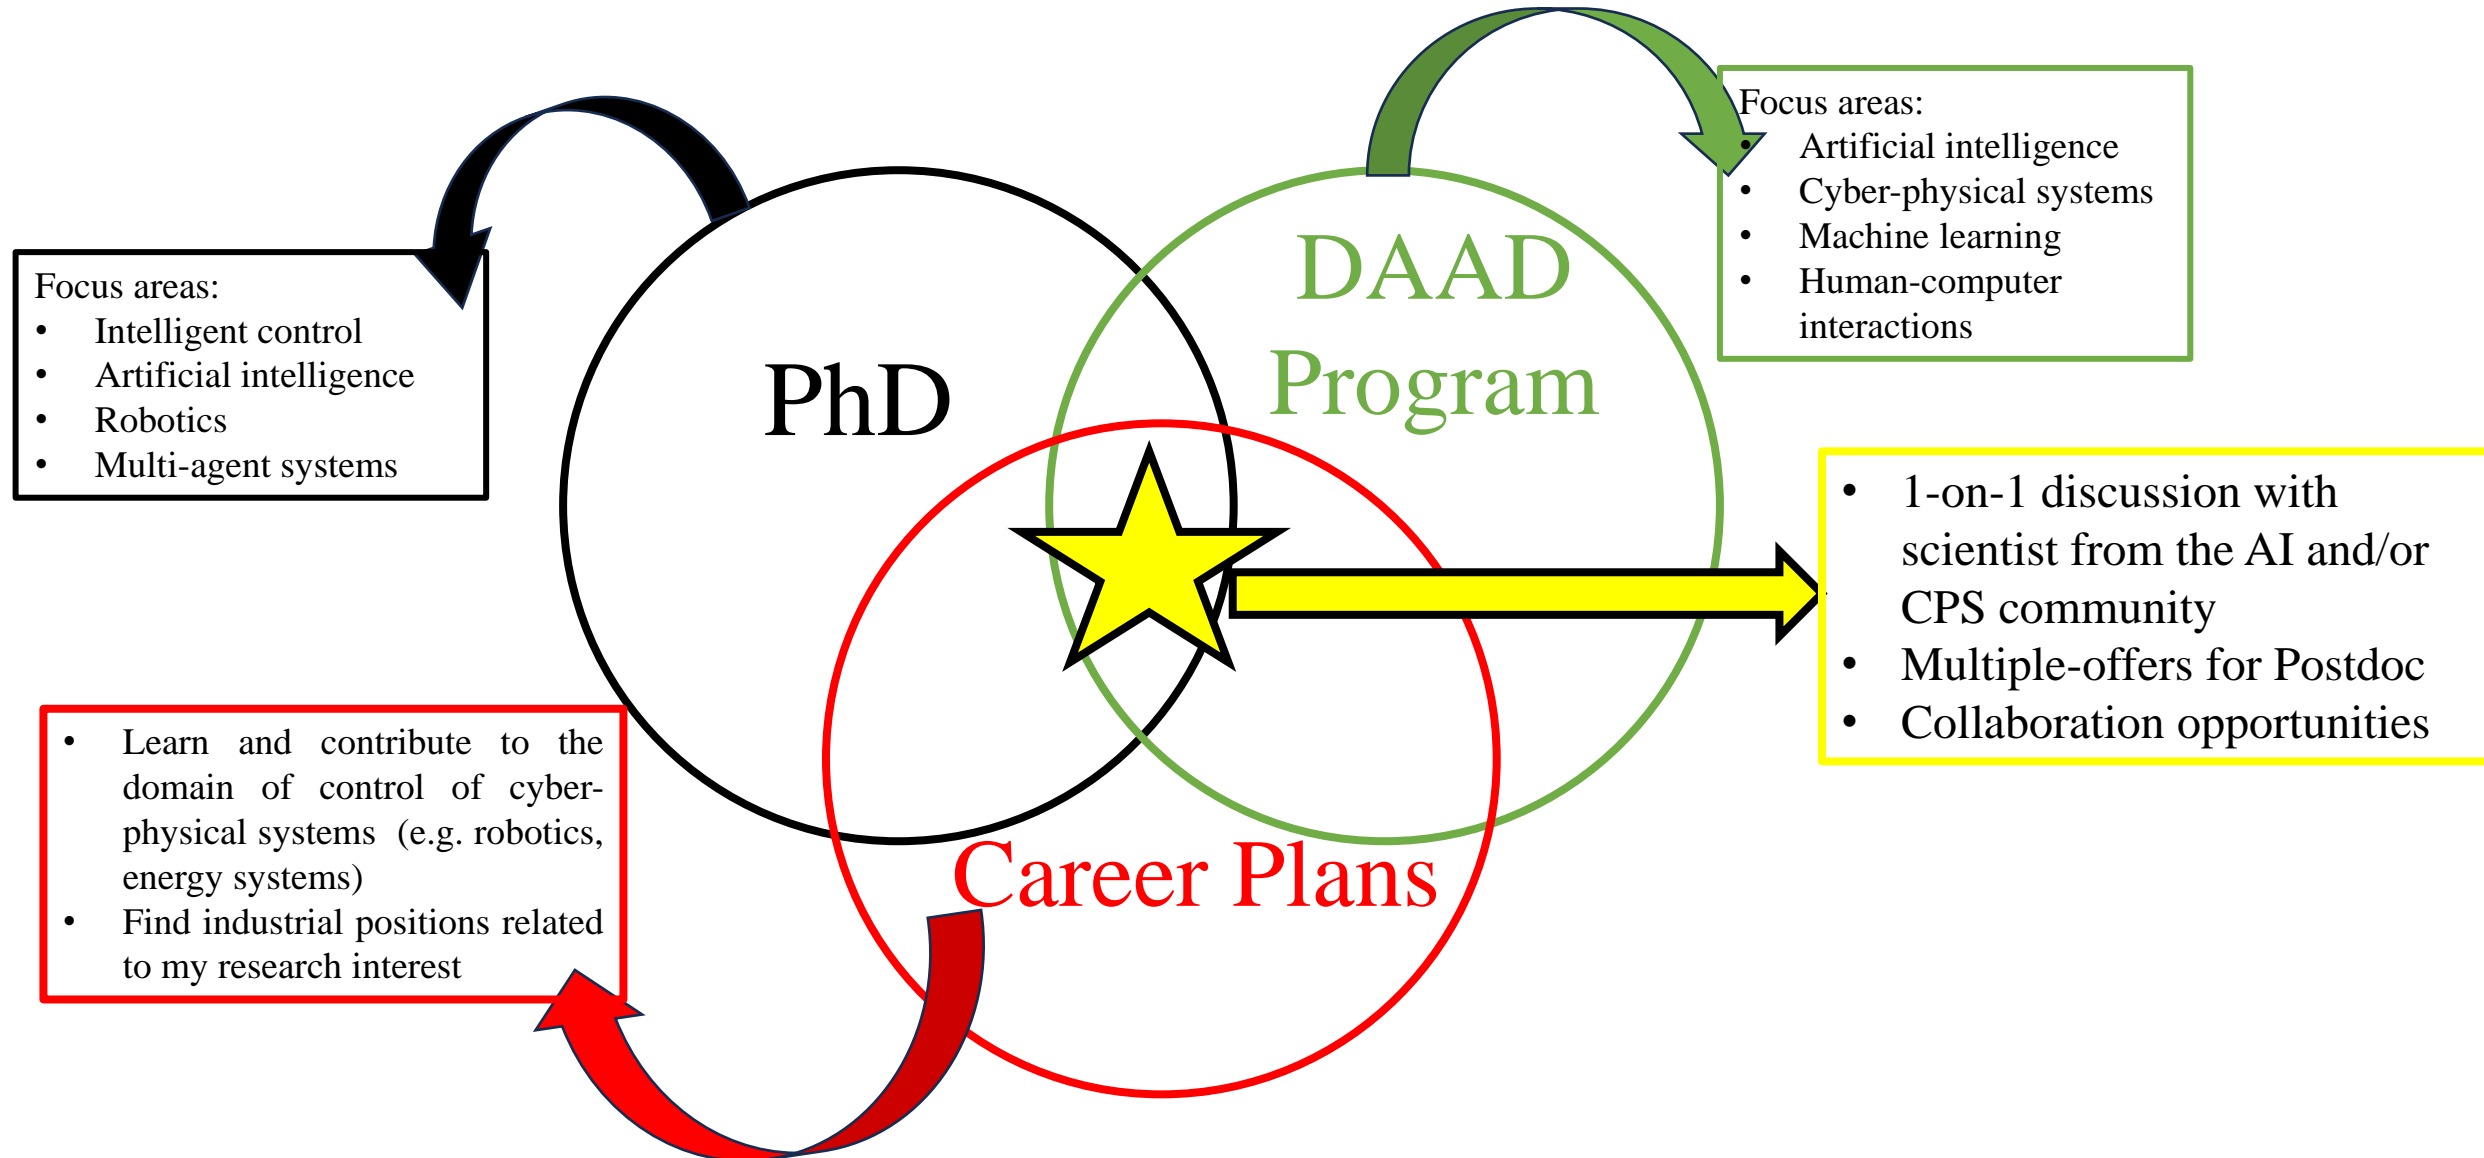 Focus areas:
• Artificial intelligence
• Cyber-physical systems
• Machine learning
• Human-computer
interactions
DAAD
Program
Focus areas:
• Intelligent control
• Artificial intelligence
• Robotics
• Multi-agent systems
PhD
• 1-on-1 discussion with
scientist from the AI and/or
CPS community
• Multiple-offers for Postdoc
• Collaboration opportunities
• Learn and contribute to the
domain of control of cyber-
physical systems (e.g. robotics,
energy systems)
• Find industrial positions related
to my research interest
Career Plans